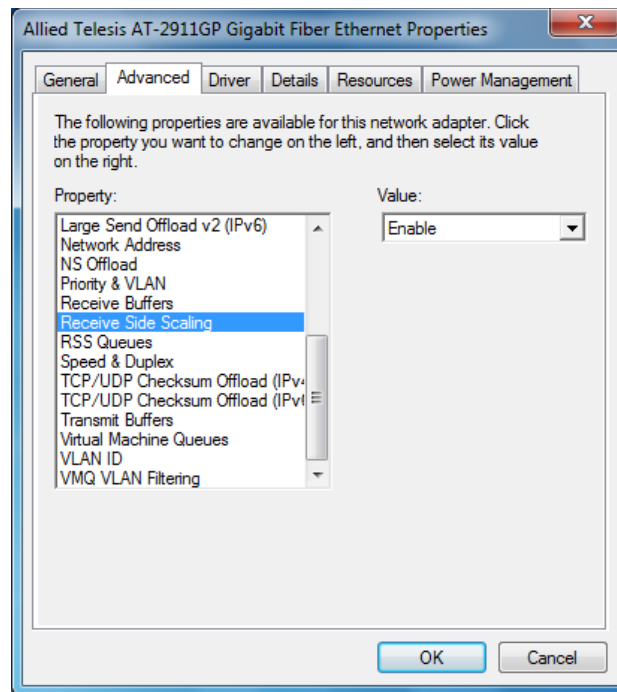 Allied Telesis AT-2911GP Gigabit Fiber Ethernet Properties
General Advanced Driver Details Resources Power Management
The following properties are available for this network adapter. Click
the property you want to change on the left, and then select its value
on the right.
Property:
Value:
Large Send Offload v2 (IPv6)
Enable
Network Address
NS Offload
Priority & VLAN
Receive Buffers
Receive Side Scaling
RSS Queues
Speed & Duplex
TCP/UDP Checksum Offload (IPv4
TCP/UDP Checksum Offload (IPv6
Transmit Buffers
Virtual Machine Queues
VLAN ID
VMQ VLAN Filtering
OK
Cancel